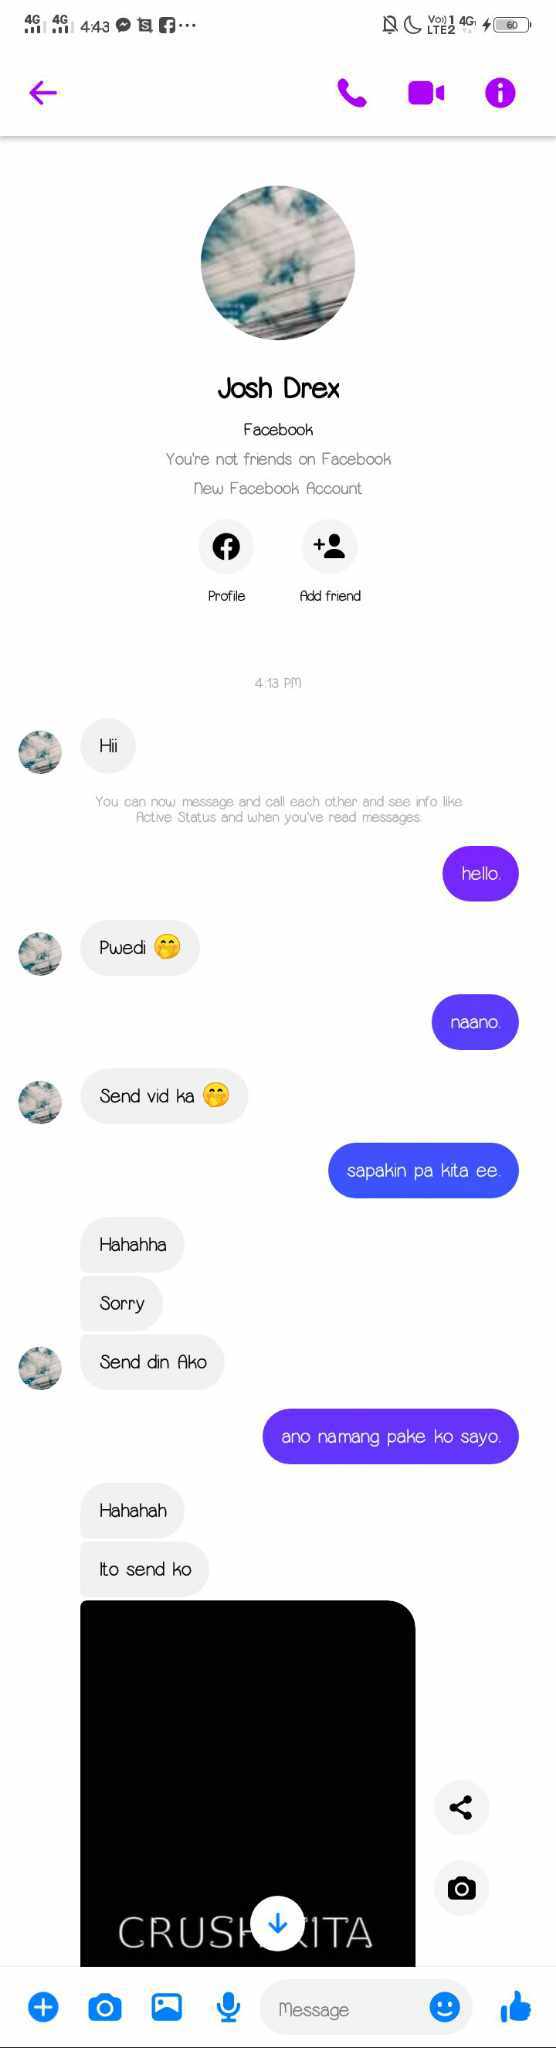 4G 4G 4:43
Vo)) 1 4G
LTE2
60
Josh Drex
Facebook
You're not friends on Facebook
New Facebook Account
Profile Add friend
4:13 PM
Hii
You can now message and call each other and see info like
Active Status and when you've read messages.
hello.
Pwedi
naano.
Send vid ka
sapakin pa kita ee.
Hahahha
Sorry
Send din Ako
ano namang pake ko sayo.
Hahahah
Ito send ko
CRUSH KITA
Message